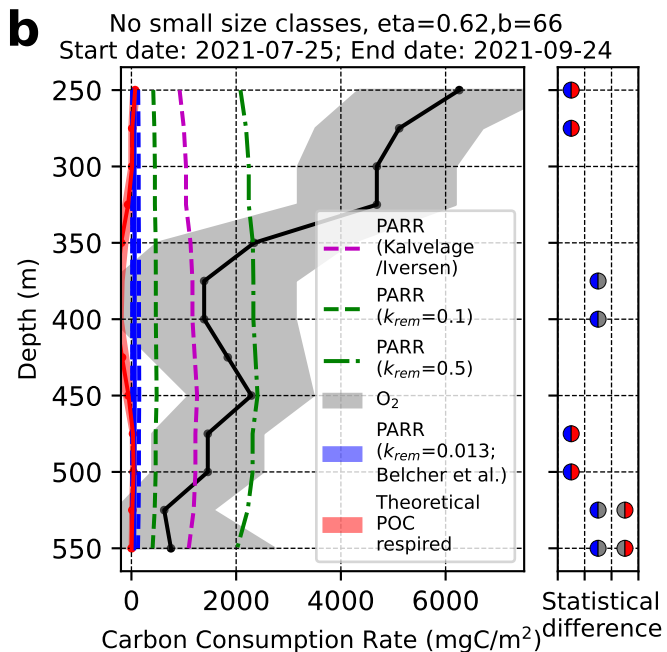 b
No small size classes, eta=0.62,b=66
Start date: 2021-07-25; End date: 2021-09-24
250
300
350
400
450
500
550
Depth (m)
PARR
(Kalvelage
/Iversen)
PARR
(k_rem=0.1)
PARR
(k_rem=0.5)
O₂
PARR
(k_rem=0.013;
Belcher et al.)
Theoretical
POC
respired
0 2000 4000 6000
Carbon Consumption Rate (mgC/m²)
Statistical
difference